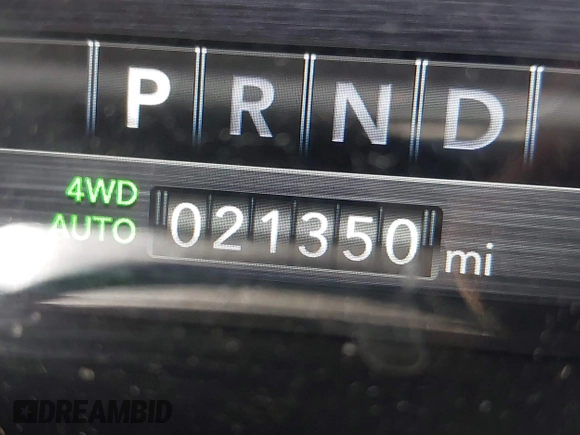 P R N D
4WD
AUTO
021350 mi
DREAMBID